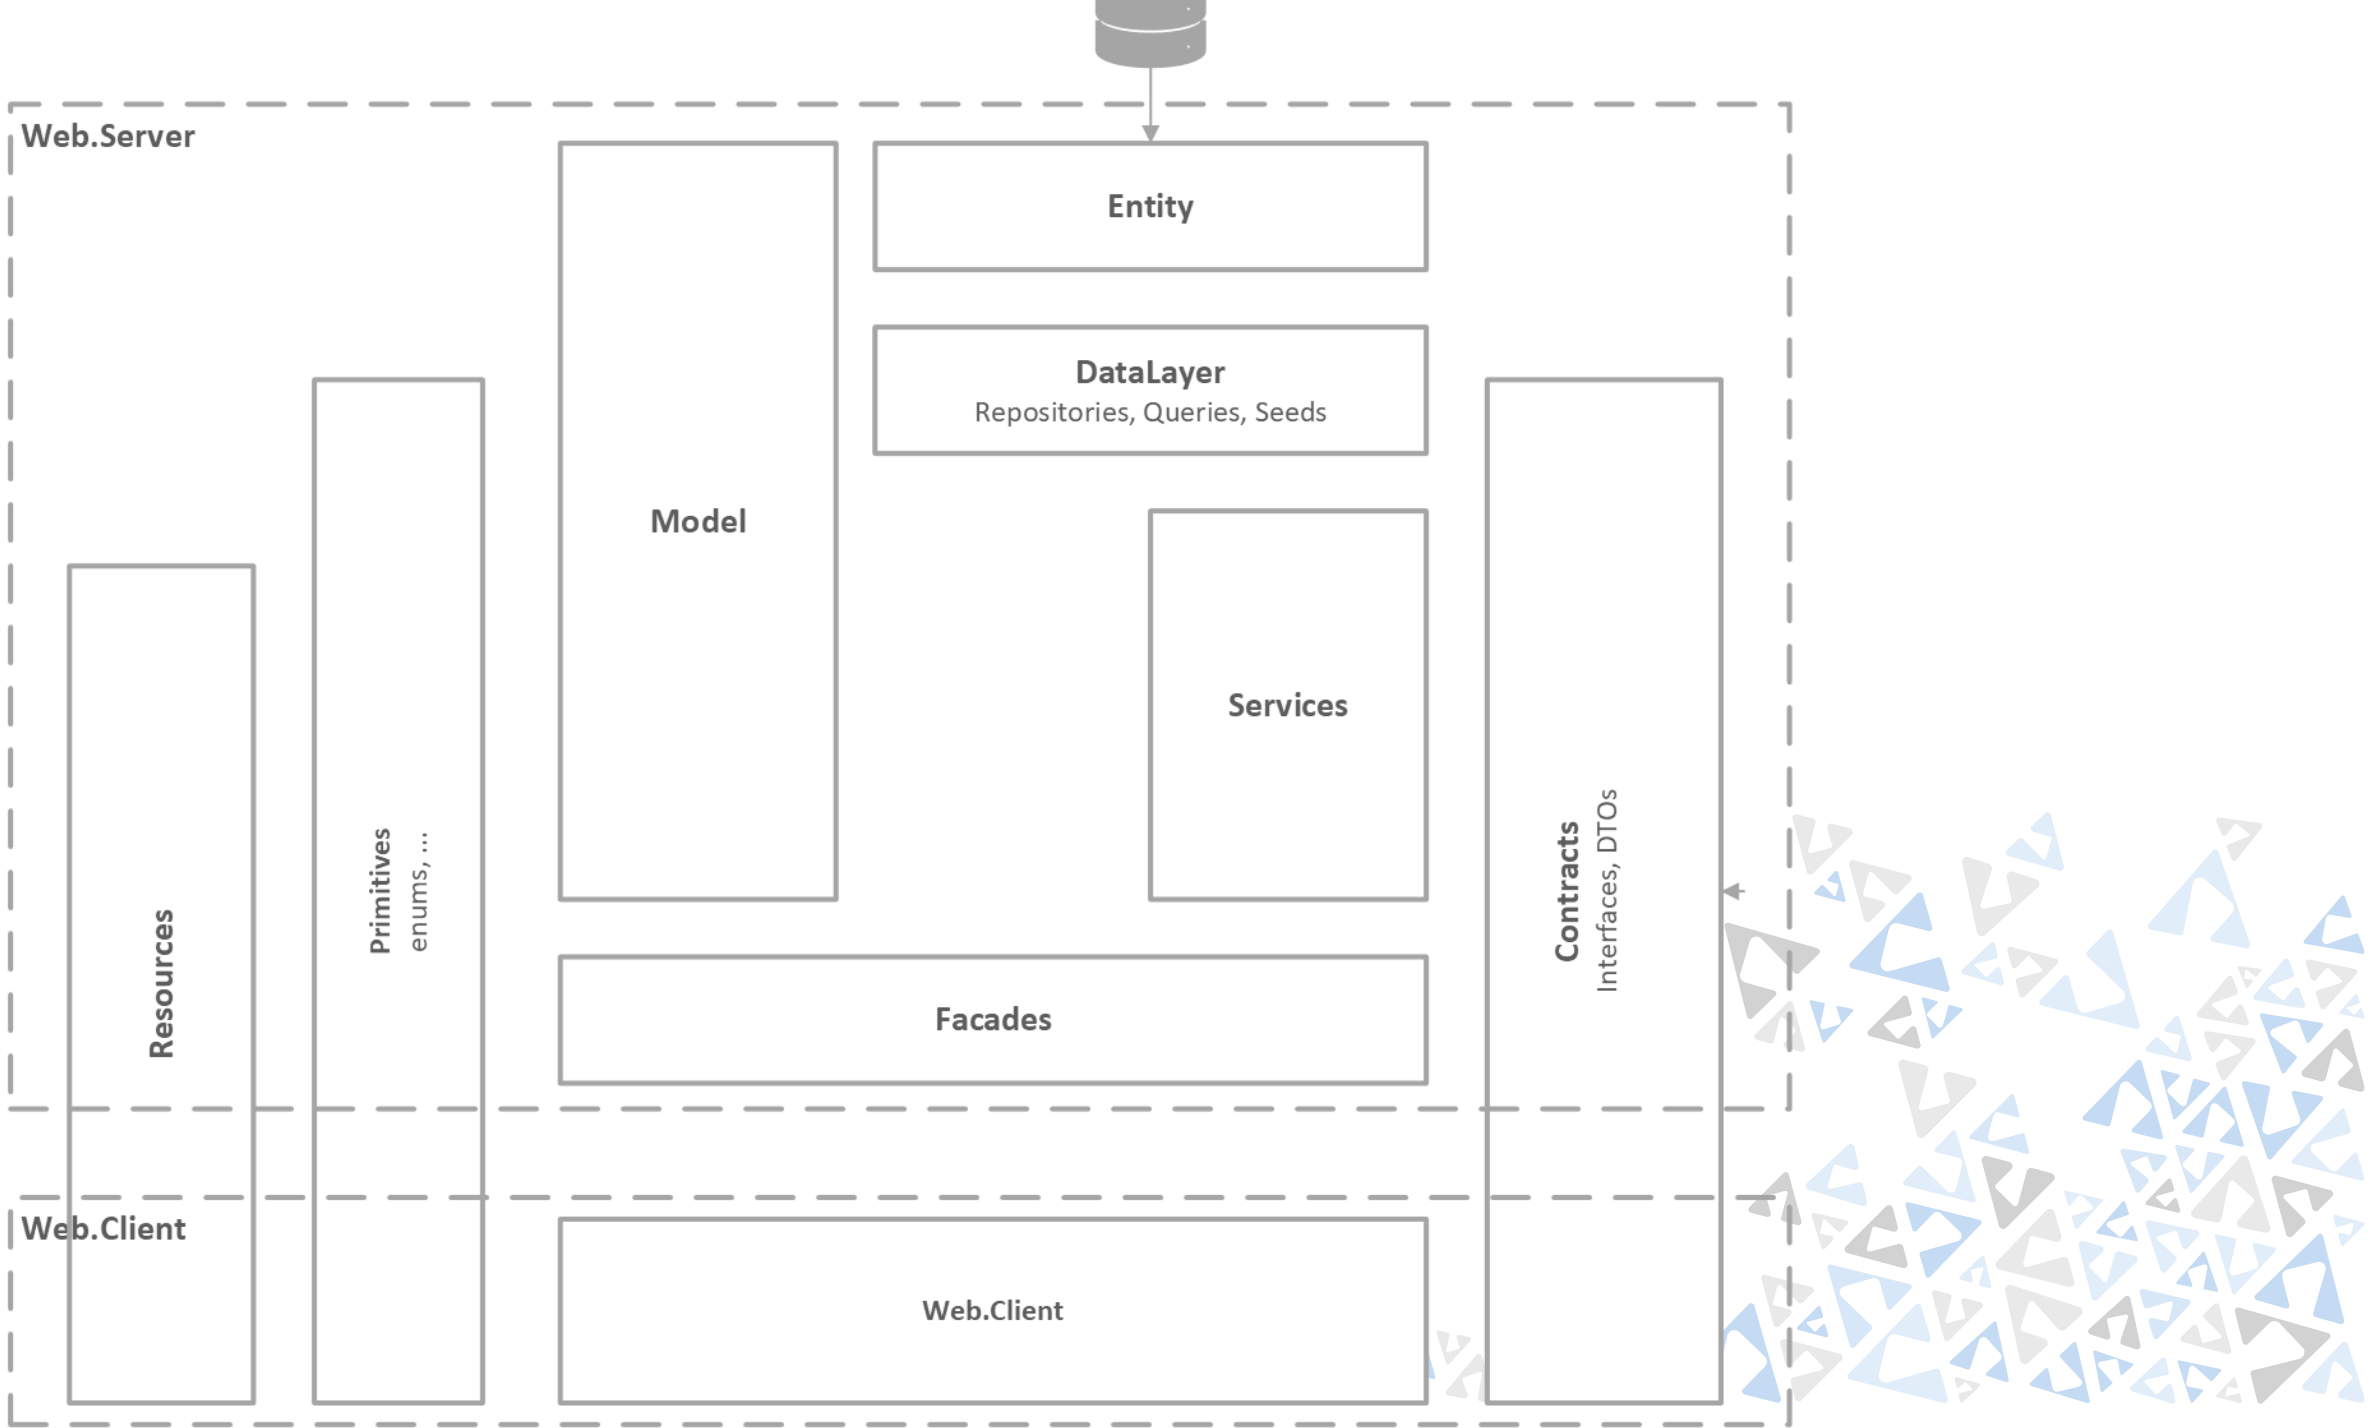 Web.Server
Entity
DataLayer
Repositories, Queries, Seeds
Model
Services
Primitives
enums, ...
Contracts
Interfaces, DTOs
Resources
Facades
Web.Client
Web.Client